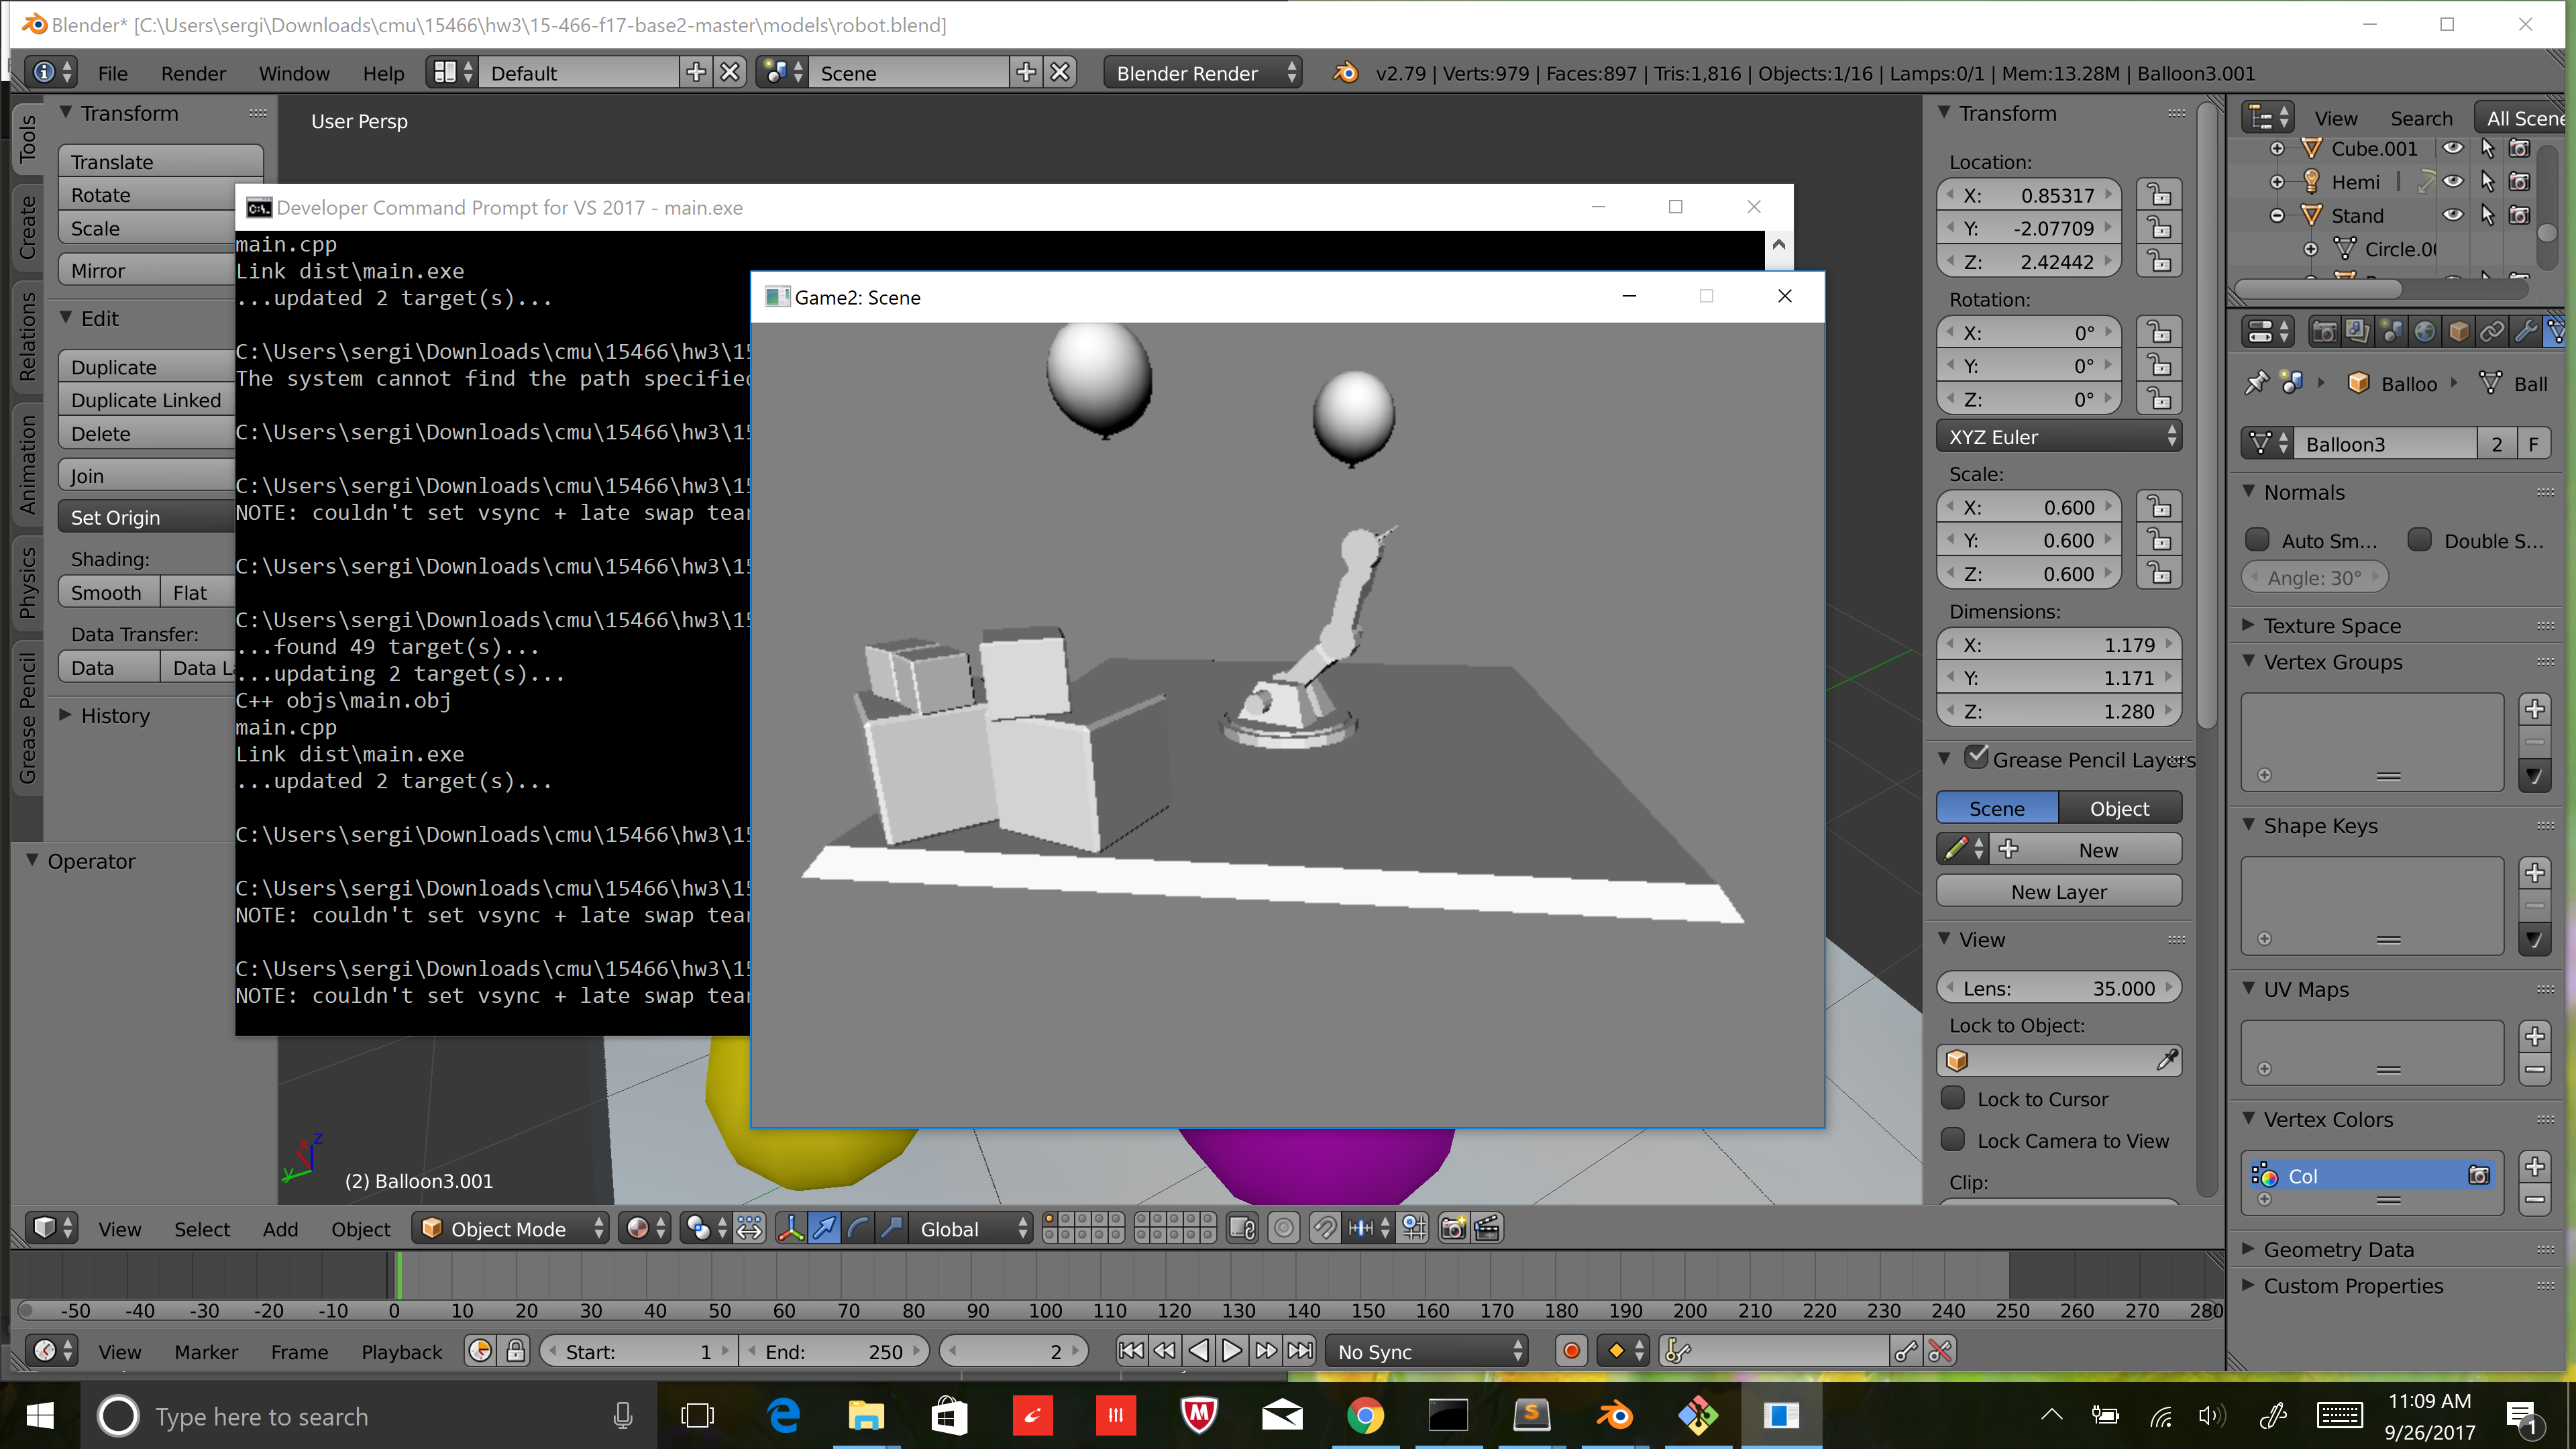 Blender* [C:\Users\sergi\Downloads\cmu\15466\hw3\15-466-f17-base2-master\models\robot.blend]
File Render Window Help Default Scene Blender Render v2.79 | Verts:979 | Faces:897 | Tris:1,816 | Objects:1/16 | Lamps:0/1 | Mem:13.28M | Balloon3.001
Tools
Create
Relations
Animation
Physics
Grease Pencil
Transform
Translate
Rotate
Scale
Mirror
Edit
Duplicate
Duplicate Linked
Delete
Join
Set Origin
Shading:
Smooth Flat
Data Transfer:
Data Data La
History
Operator
User Persp
Developer Command Prompt for VS 2017 - main.exe
main.cpp
Link dist\main.exe
...updated 2 target(s)...
C:\Users\sergi\Downloads\cmu\15466\hw3\15
The system cannot find the path specified
C:\Users\sergi\Downloads\cmu\15466\hw3\15
C:\Users\sergi\Downloads\cmu\15466\hw3\15
NOTE: couldn't set vsync + late swap tear
C:\Users\sergi\Downloads\cmu\15466\hw3\15
C:\Users\sergi\Downloads\cmu\15466\hw3\15
...found 49 target(s)...
...updating 2 target(s)...
C++ objs\main.obj
main.cpp
Link dist\main.exe
...updated 2 target(s)...
C:\Users\sergi\Downloads\cmu\15466\hw3\15
C:\Users\sergi\Downloads\cmu\15466\hw3\15
NOTE: couldn't set vsync + late swap tear
C:\Users\sergi\Downloads\cmu\15466\hw3\15
NOTE: couldn't set vsync + late swap tear
Game2: Scene
(2) Balloon3.001
Transform
Location:
X: 0.85317
Y: -2.07709
Z: 2.42442
Rotation:
X: 0°
Y: 0°
Z: 0°
XYZ Euler
Scale:
X: 0.600
Y: 0.600
Z: 0.600
Dimensions:
X: 1.179
Y: 1.171
Z: 1.280
Grease Pencil Layers
Scene Object
New
New Layer
View
Lens: 35.000
Lock to Object:
Lock to Cursor
Lock Camera to View
Clip:
View Search All Scene
Cube.001
Hemi
Stand
Circle.00
Balloo Ball
Balloon3 2 F
Normals
Auto Sm... Double S...
Angle: 30°
Texture Space
Vertex Groups
Shape Keys
UV Maps
Vertex Colors
Col
Geometry Data
Custom Properties
View Select Add Object Object Mode Global
-50 -40 -30 -20 -10 0 10 20 30 40 50 60 70 80 90 100 110 120 130 140 150 160 170 180 190 200 210 220 230 240 250 260 270 280
View Marker Frame Playback Start: 1 End: 250 2 No Sync
Type here to search
11:09 AM
9/26/2017
1